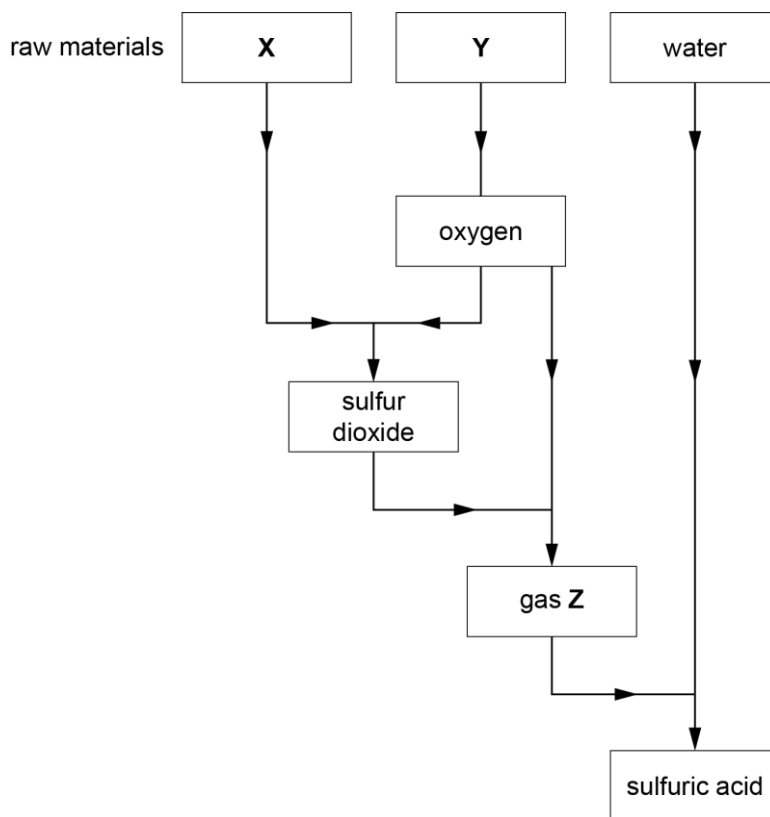 raw materials
X
Y
water
oxygen
sulfur
dioxide
gas Z
sulfuric acid